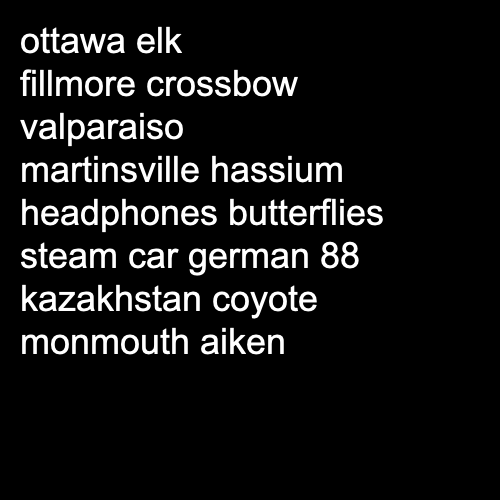 ottawa elk
fillmore crossbow
valparaiso
martinsville hassium
headphones butterflies
steam car german 88
kazakhstan coyote
monmouth aiken